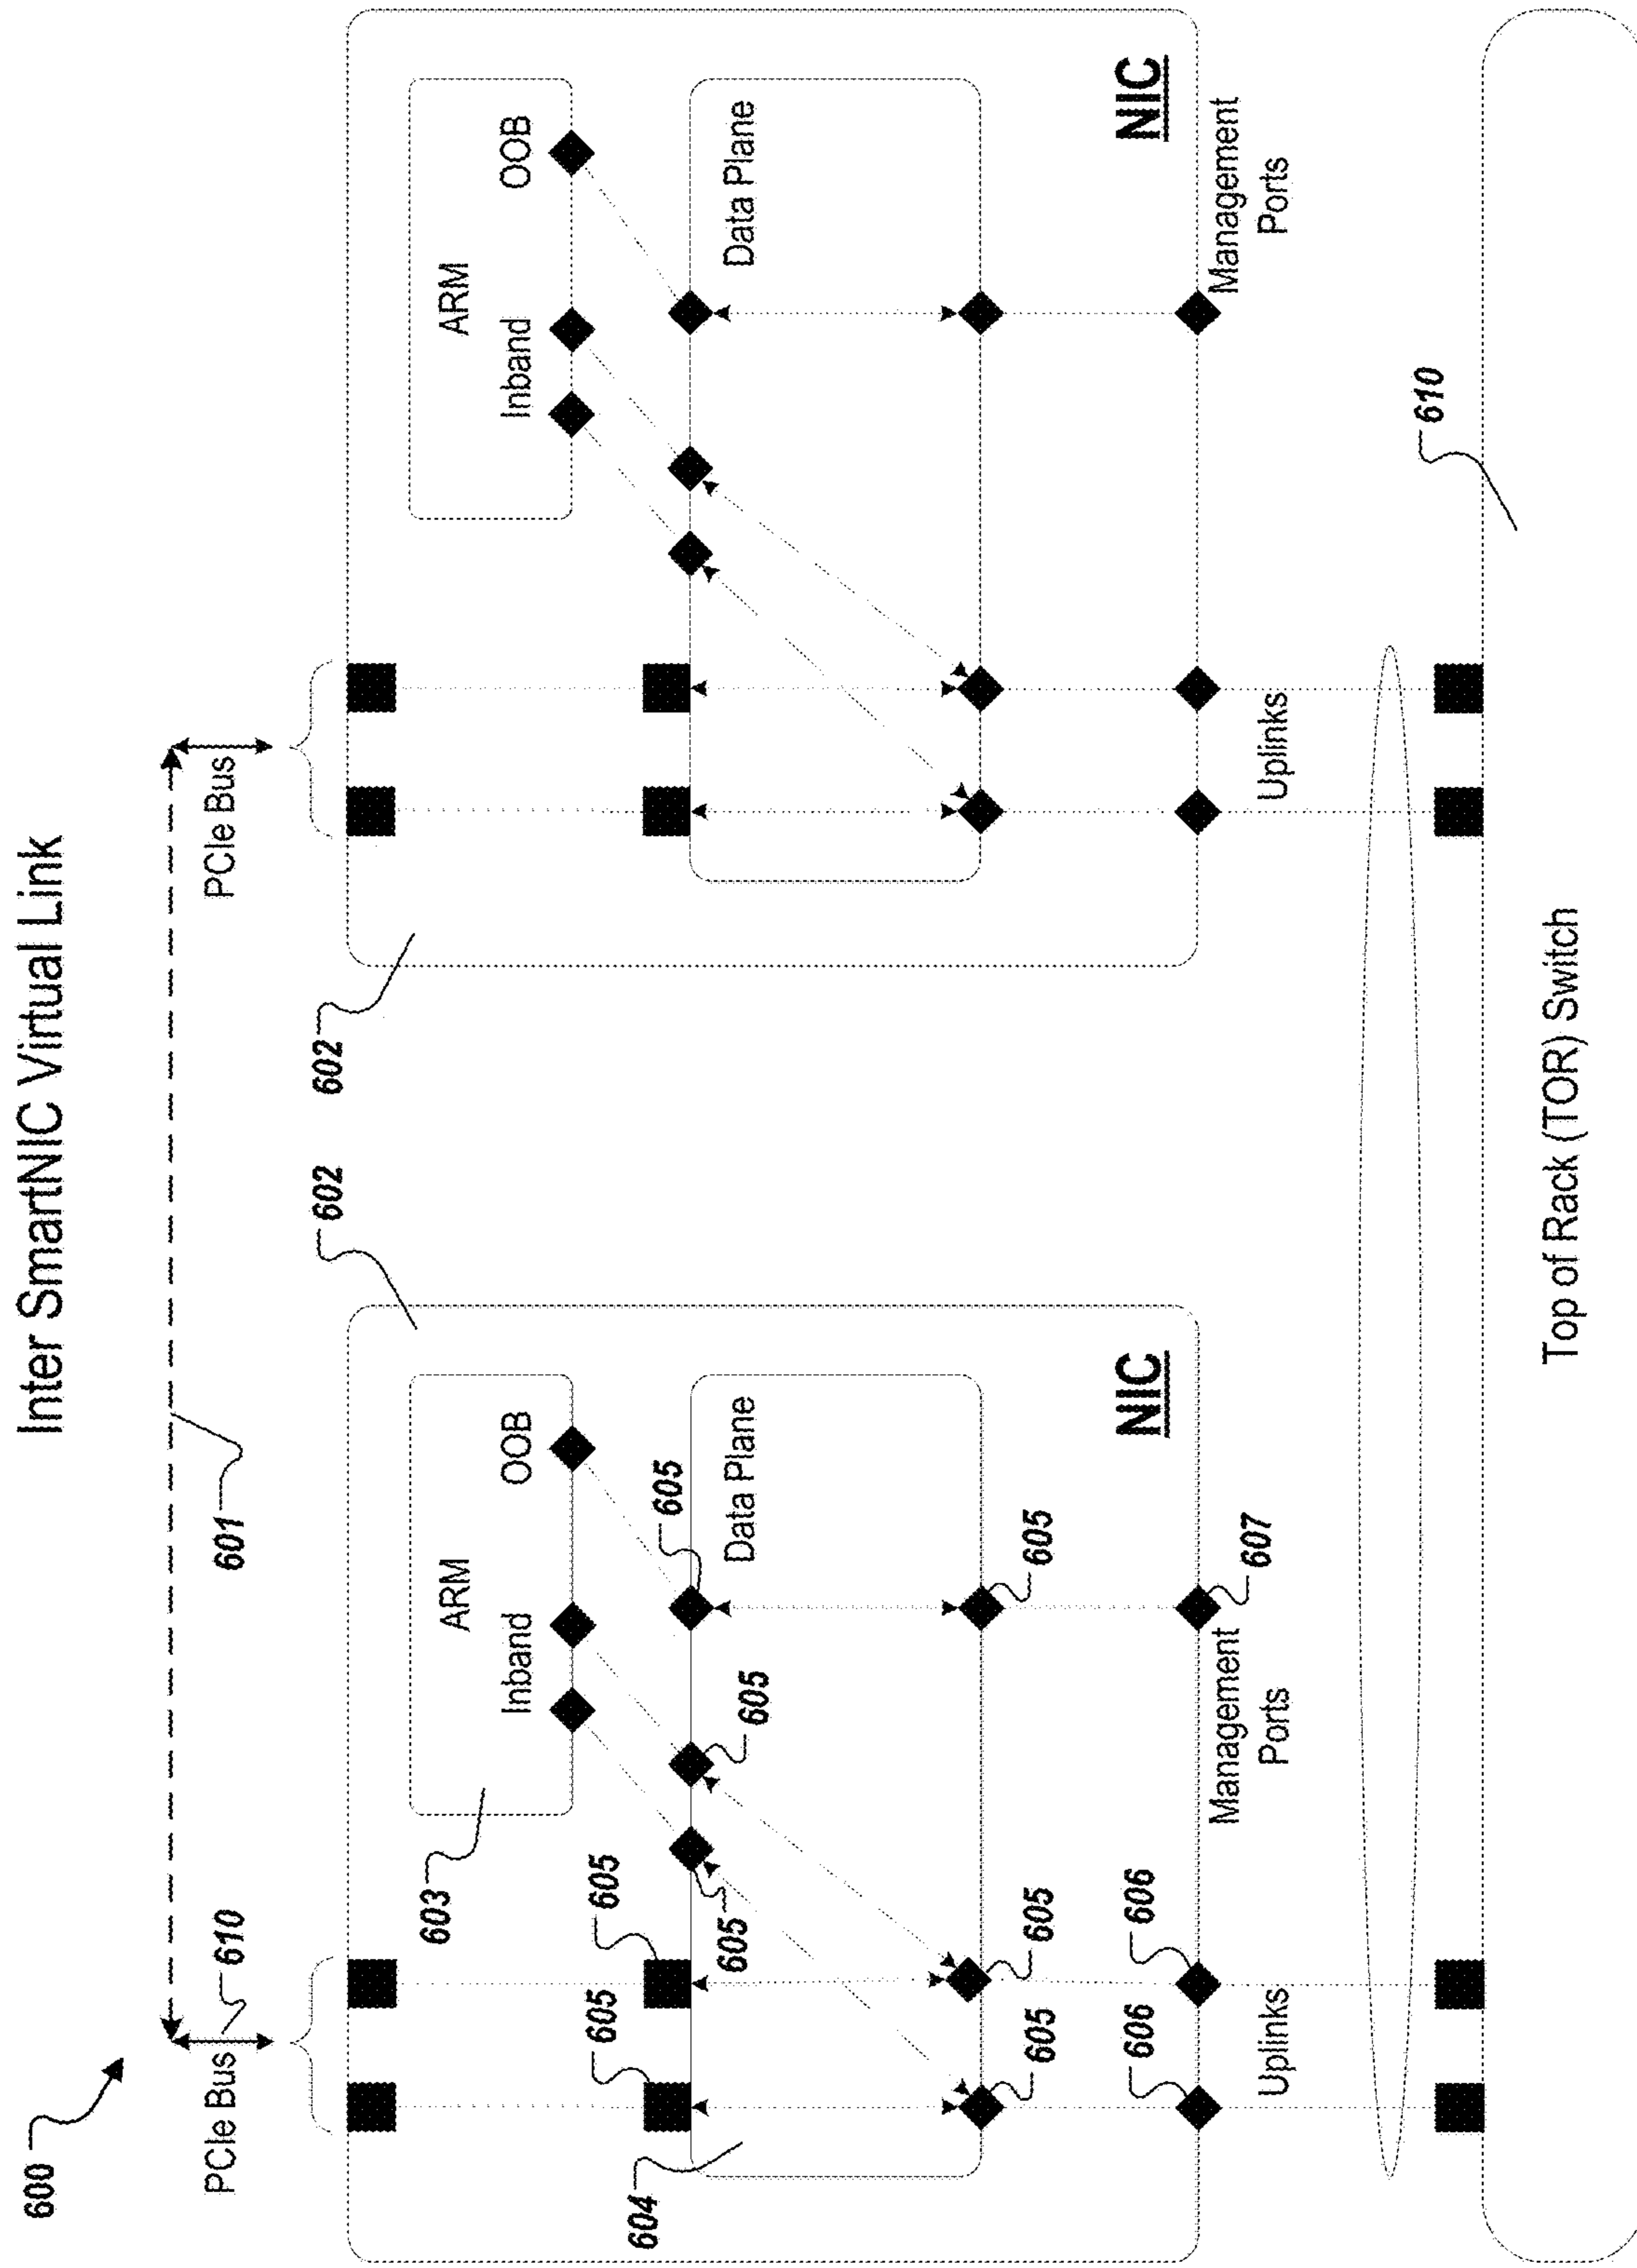 Inter SmartNIC Virtual Link
600
601
PCIe Bus
610
PCIe Bus
602
602
ARM
Inband
OOB
603
605
605
605
605
605
Data Plane
604
605
605
605
NIC
606
606
607
Uplinks
Management
Ports
ARM
Inband
OOB
Data Plane
NIC
Uplinks
Management
Ports
610
Top of Rack (TOR) Switch